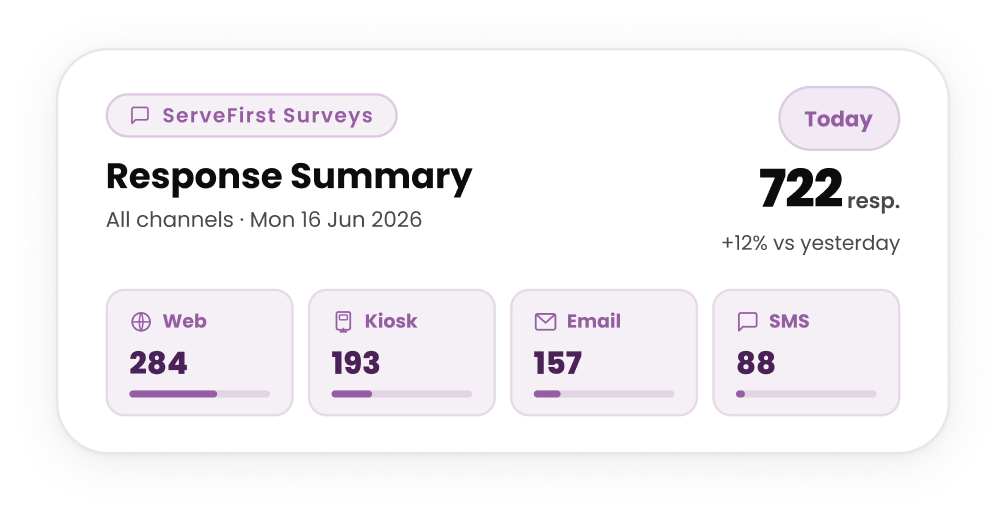 ServeFirst Surveys
Today
Response Summary
722 resp.
All channels · Mon 16 Jun 2026
+12% vs yesterday
Web
284
Kiosk
193
Email
157
SMS
88